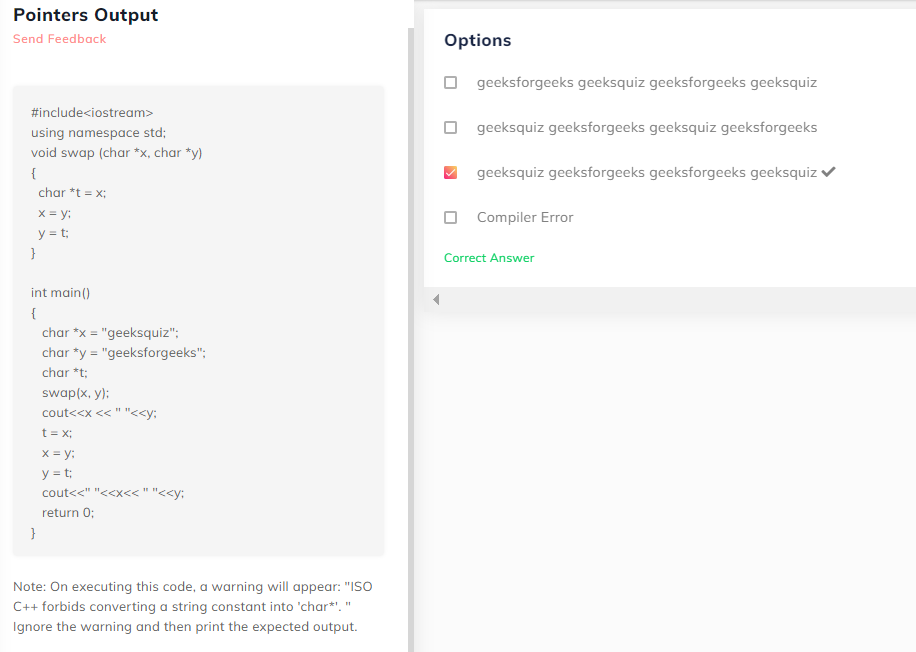 Pointers Output
Send Feedback
#include<iostream>
using namespace std;
void swap (char *x, char *y)
{
char *t = x;
x = y;
y = t;
}
int main()
{
char *x = "geeksquiz";
char *y = "geeksforgeeks";
char *t;
swap(x, y);
cout<<x << " "<<y;
t = x;
x = y;
y = t;
cout<<" "<<x<< " "<<y;
return 0;
}
Note: On executing this code, a warning will appear: "ISO
C++ forbids converting a string constant into 'char*'. "
Ignore the warning and then print the expected output.
Options
geeksforgeeks geeksquiz geeksforgeeks geeksquiz
geeksquiz geeksforgeeks geeksquiz geeksforgeeks
geeksquiz geeksforgeeks geeksforgeeks geeksquiz
Compiler Error
Correct Answer